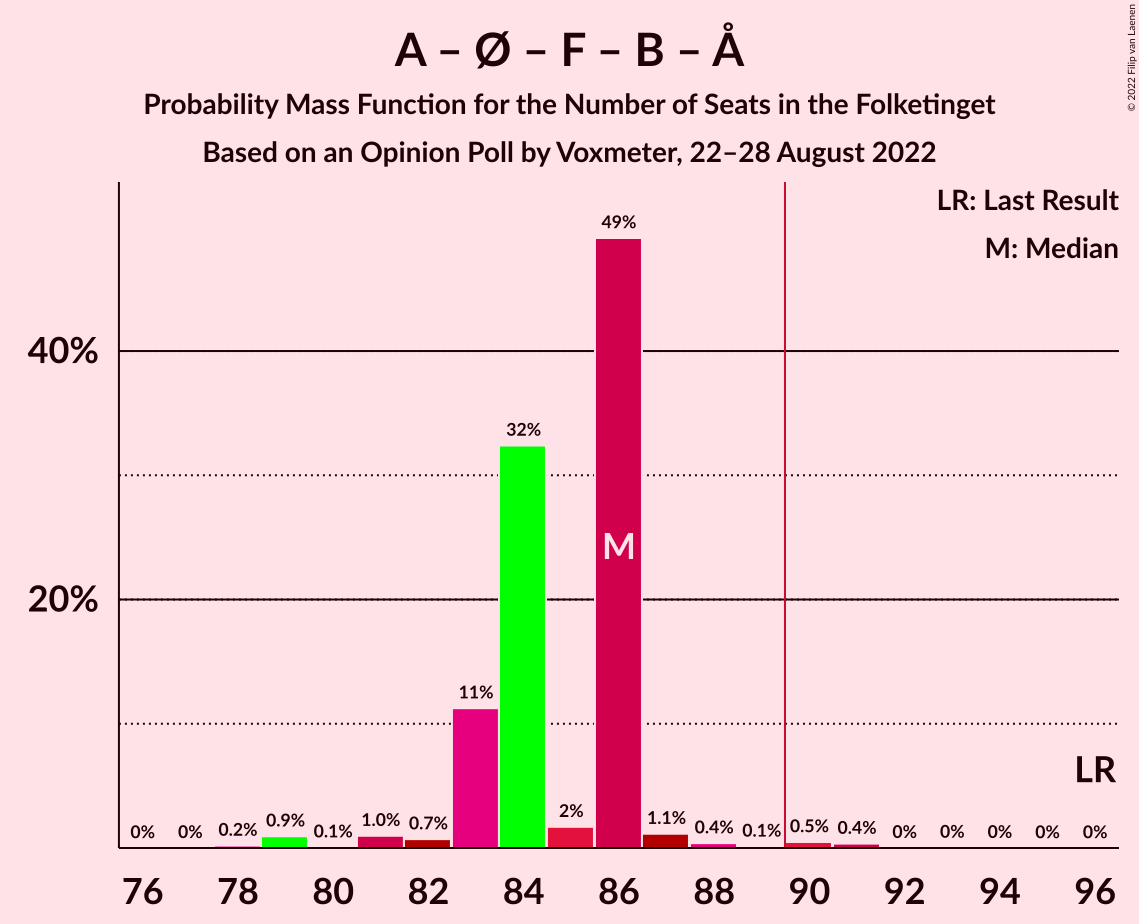 A – Ø – F – B – Å
Probability Mass Function for the Number of Seats in the Folketinget
Based on an Opinion Poll by Voxmeter, 22–28 August 2022
© 2022 Filip van Laenen
LR: Last Result
M: Median
40%
20%
0% 0% 0.2% 0.9% 0.1% 1.0% 0.7% 11% 32% 2% 49% 1.1% 0.4% 0.1% 0.5% 0.4% 0% 0% 0% 0% 0%
M
LR
76 78 80 82 84 86 88 90 92 94 96